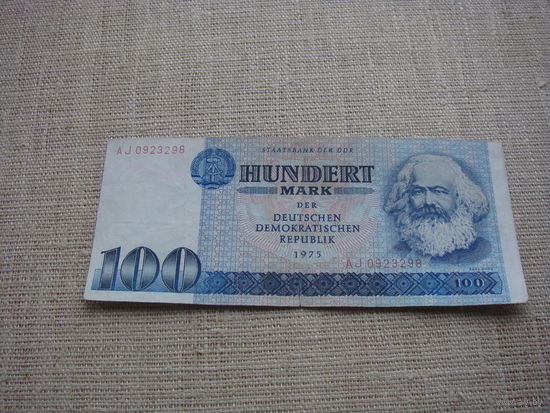 STAATSBANK DER DDR
AJ 0923298
HUNDERT
MARK
DER
DEUTSCHEN
DEMOKRATISCHEN
REPUBLIK
1975
AJ 0923298
100
100